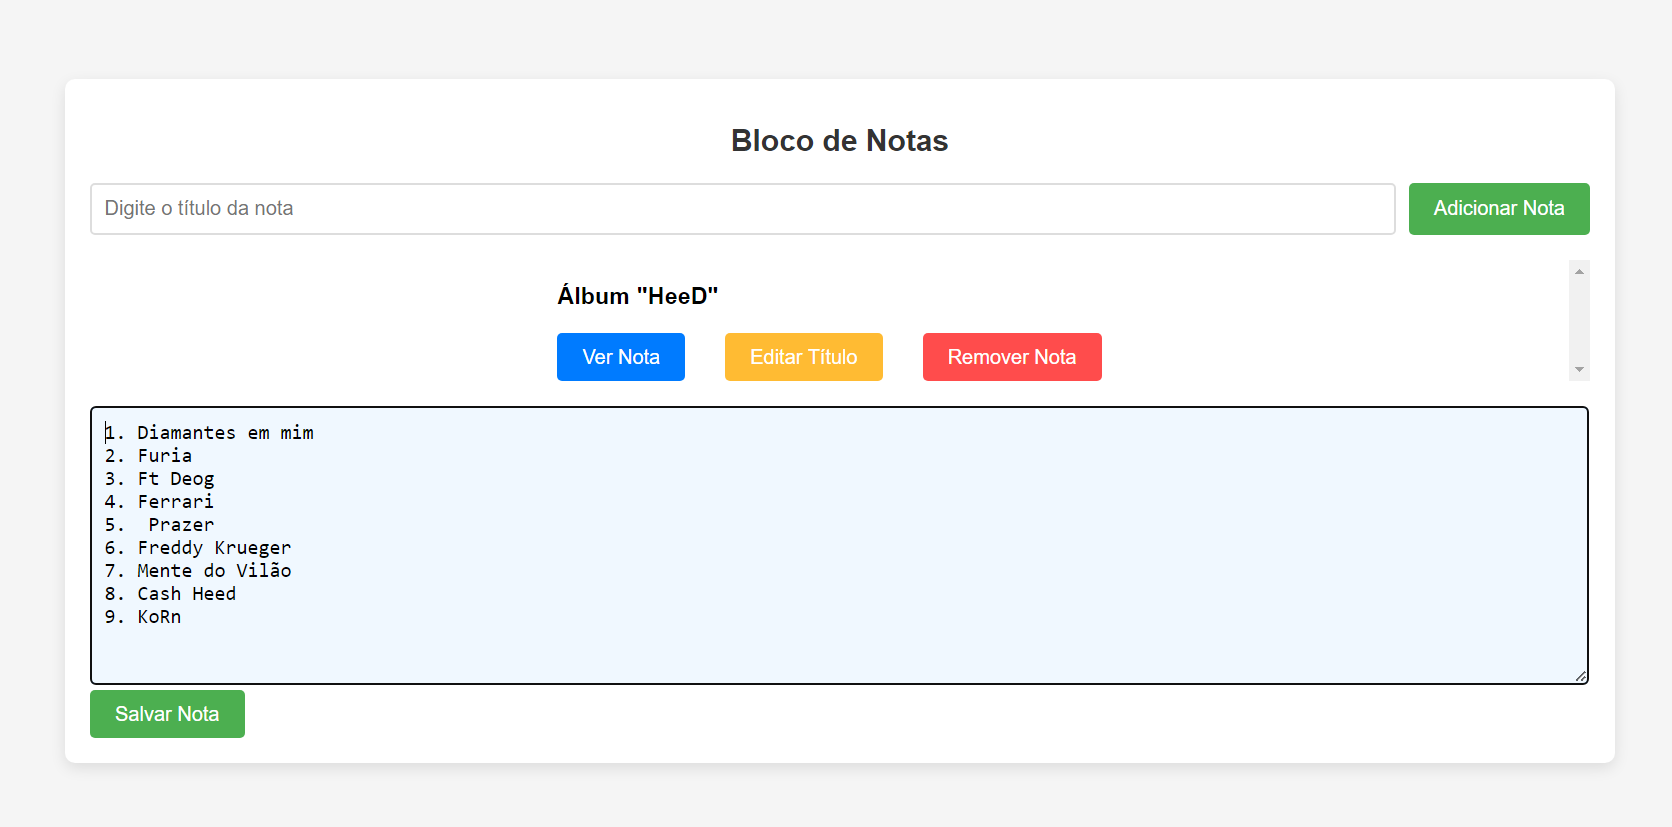 Bloco de Notas
Digite o título da nota
Adicionar Nota
Álbum "HeeD"
Ver Nota
Editar Título
Remover Nota
1. Diamantes em mim
2. Furia
3. Ft Deog
4. Ferrari
5.  Prazer
6. Freddy Krueger
7. Mente do Vilão
8. Cash Heed
9. KoRn
Salvar Nota